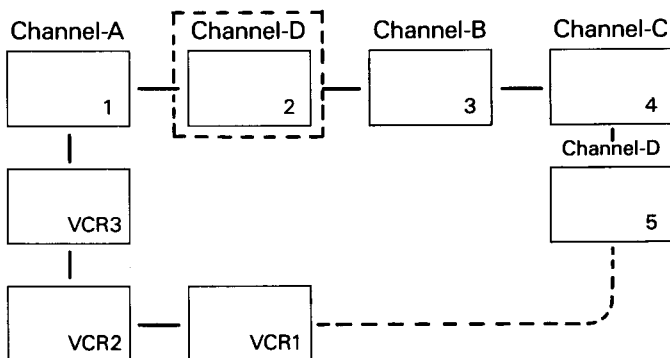 Channel-A Channel-D Channel-B Channel-C
1 2 3 4
Channel-D
VCR3 5
VCR2 VCR1